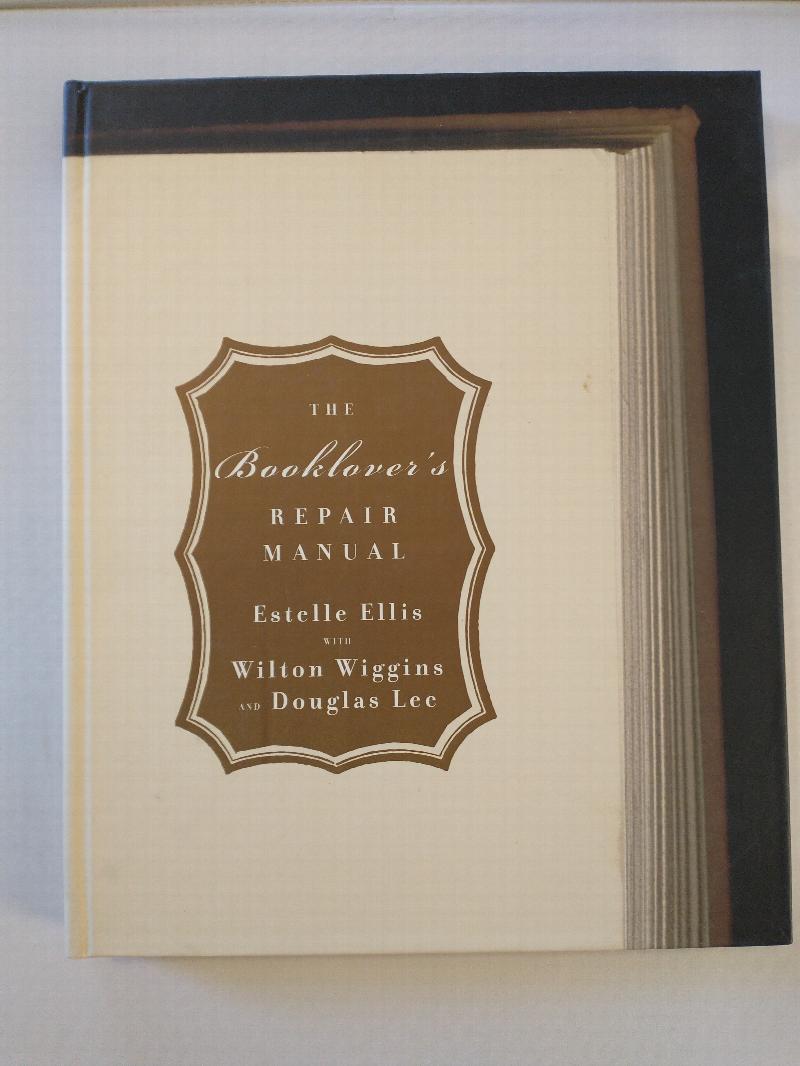 THE
Booklover's
REPAIR
MANUAL
Estelle Ellis
WITH
Wilton Wiggins
AND Douglas Lee